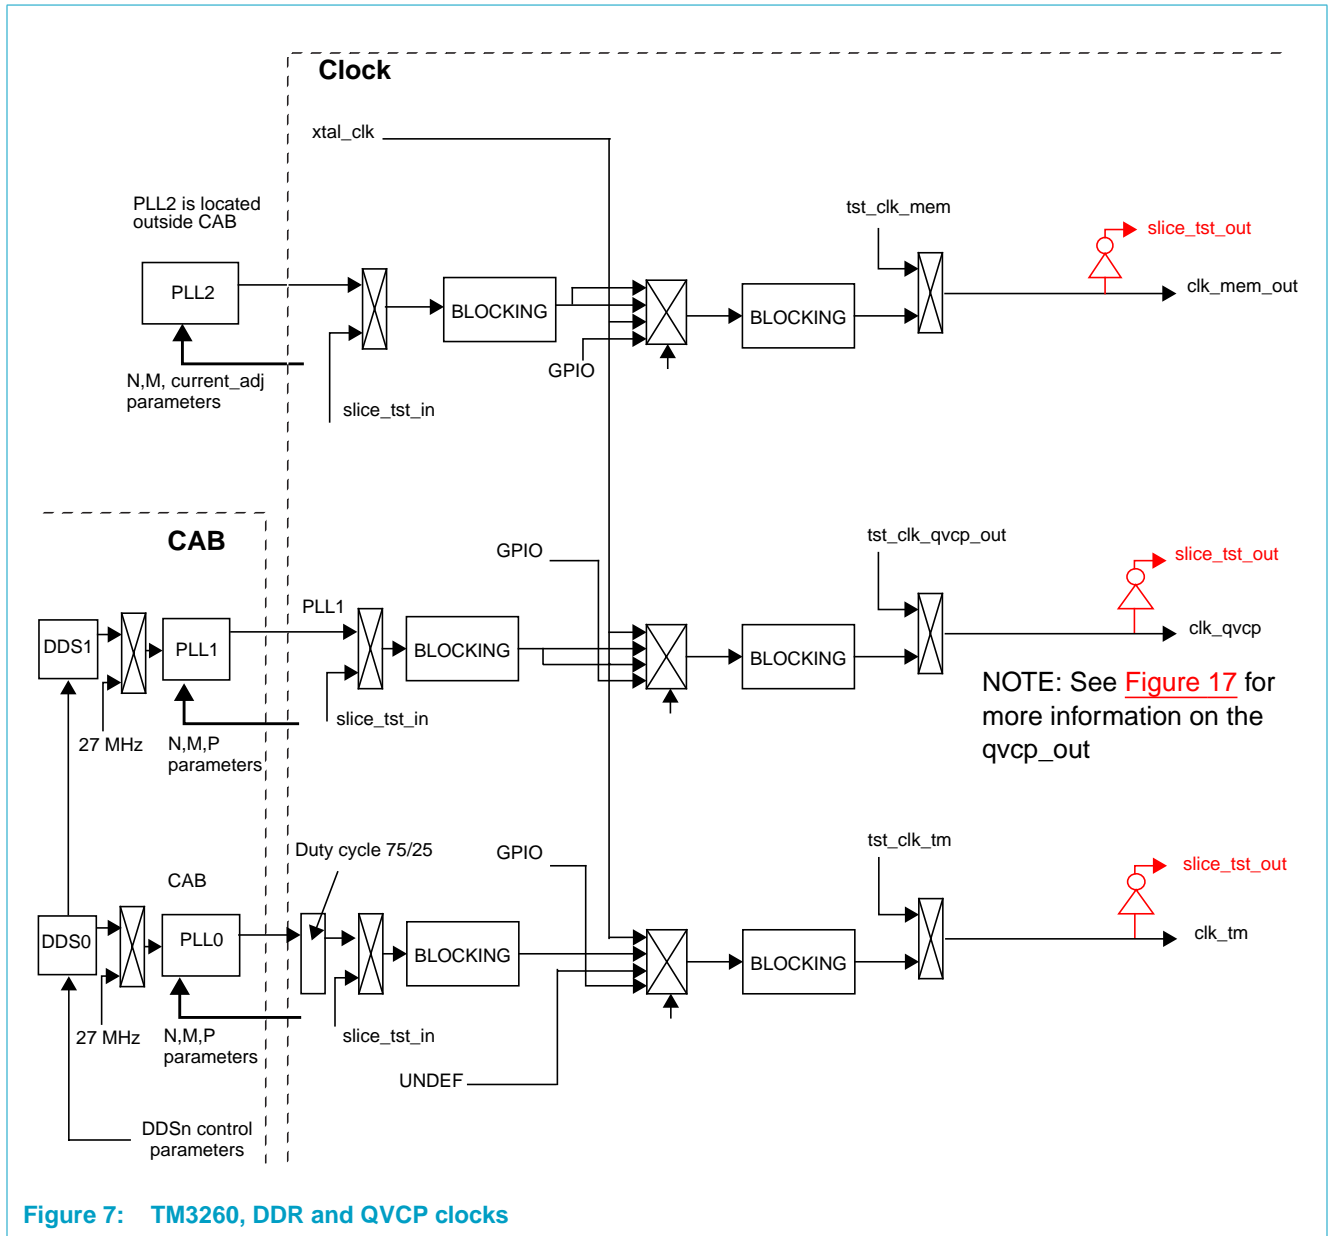 Clock
xtal_clk
PLL2 is located
outside CAB
tst_clk_mem
slice_tst_out
PLL2
BLOCKING
BLOCKING
clk_mem_out
GPIO
N,M, current_adj
parameters
slice_tst_in
CAB
GPIO
tst_clk_qvcp_out
slice_tst_out
PLL1
DDS1
PLL1
BLOCKING
BLOCKING
clk_qvcp
NOTE: See Figure 17 for
more information on the
qvcp_out
slice_tst_in
27 MHz
N,M,P
parameters
Duty cycle 75/25
GPIO
tst_clk_tm
slice_tst_out
CAB
DDS0
PLL0
BLOCKING
BLOCKING
clk_tm
27 MHz
N,M,P
parameters
slice_tst_in
UNDEF
DDSn control
parameters
Figure 7: TM3260, DDR and QVCP clocks